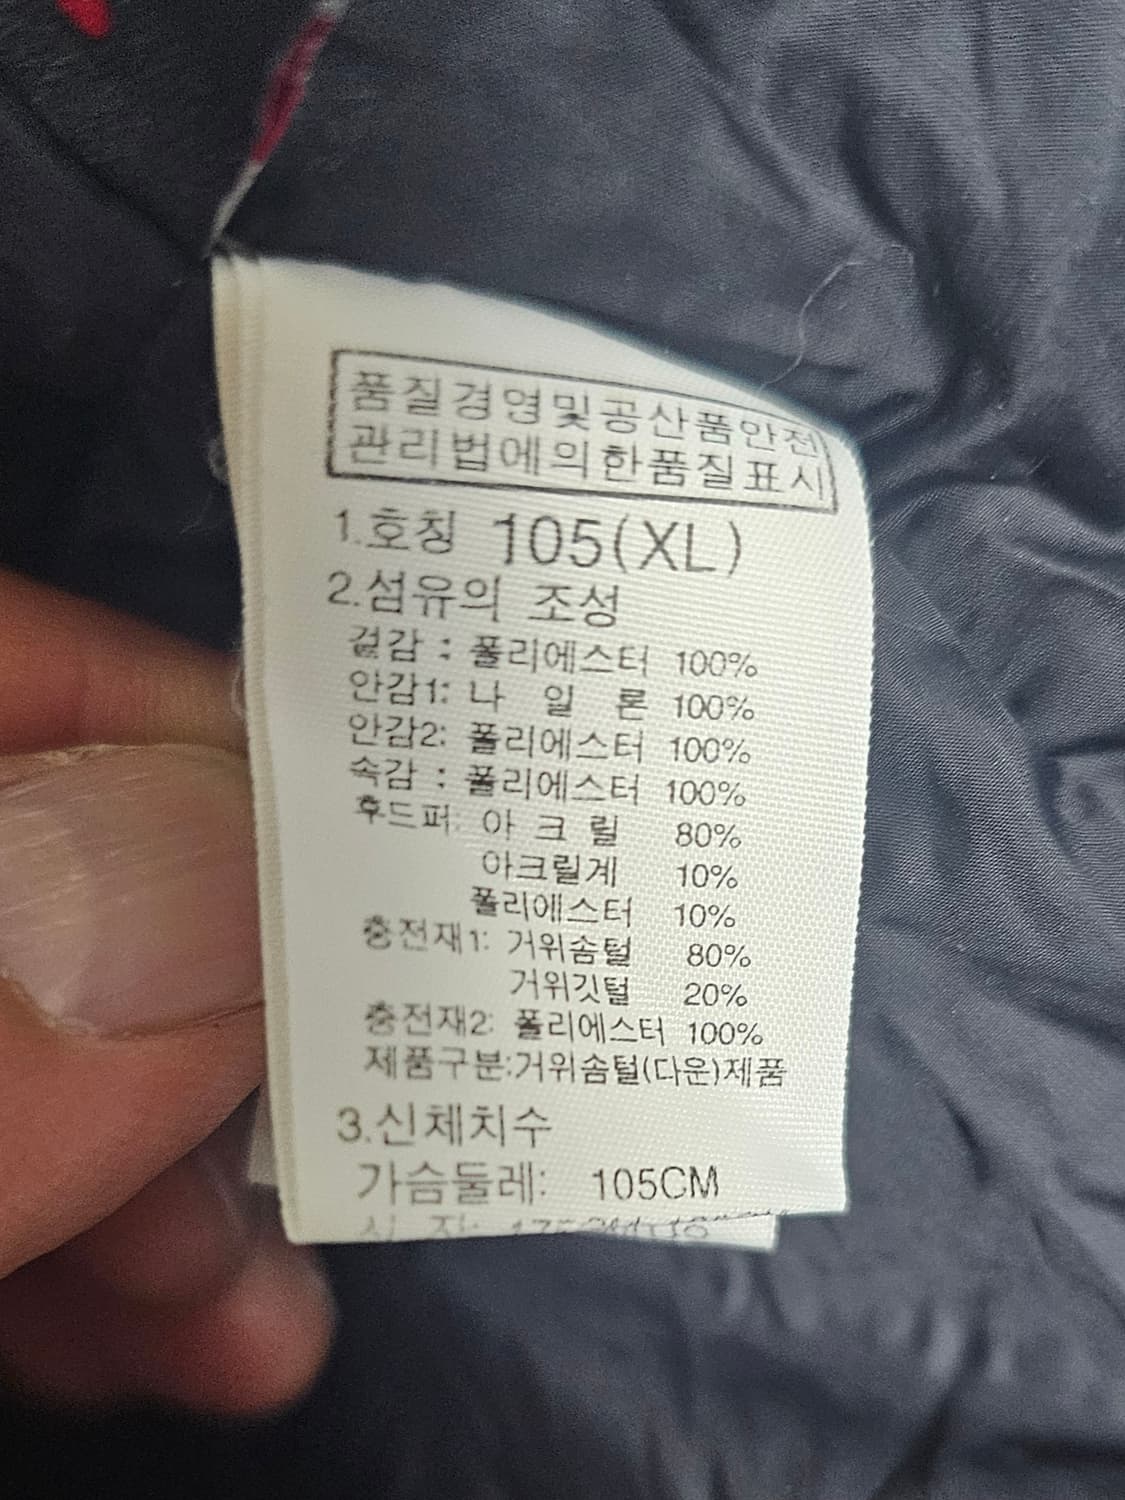 품질경영및공산품안전
관리법에의한품질표시
1.호칭 105(XL)
2.섬유의 조성
겉감 : 폴리에스터 100%
안감1: 나 일 론 100%
안감2: 폴리에스터 100%
속감 : 폴리에스터 100%
후드퍼: 아 크 릴 80%
아크릴계 10%
폴리에스터 10%
충전재1: 거위솜털 80%
거위깃털 20%
충전재2: 폴리에스터 100%
제품구분:거위솜털(다운)제품
3.신체치수
가슴둘레: 105CM